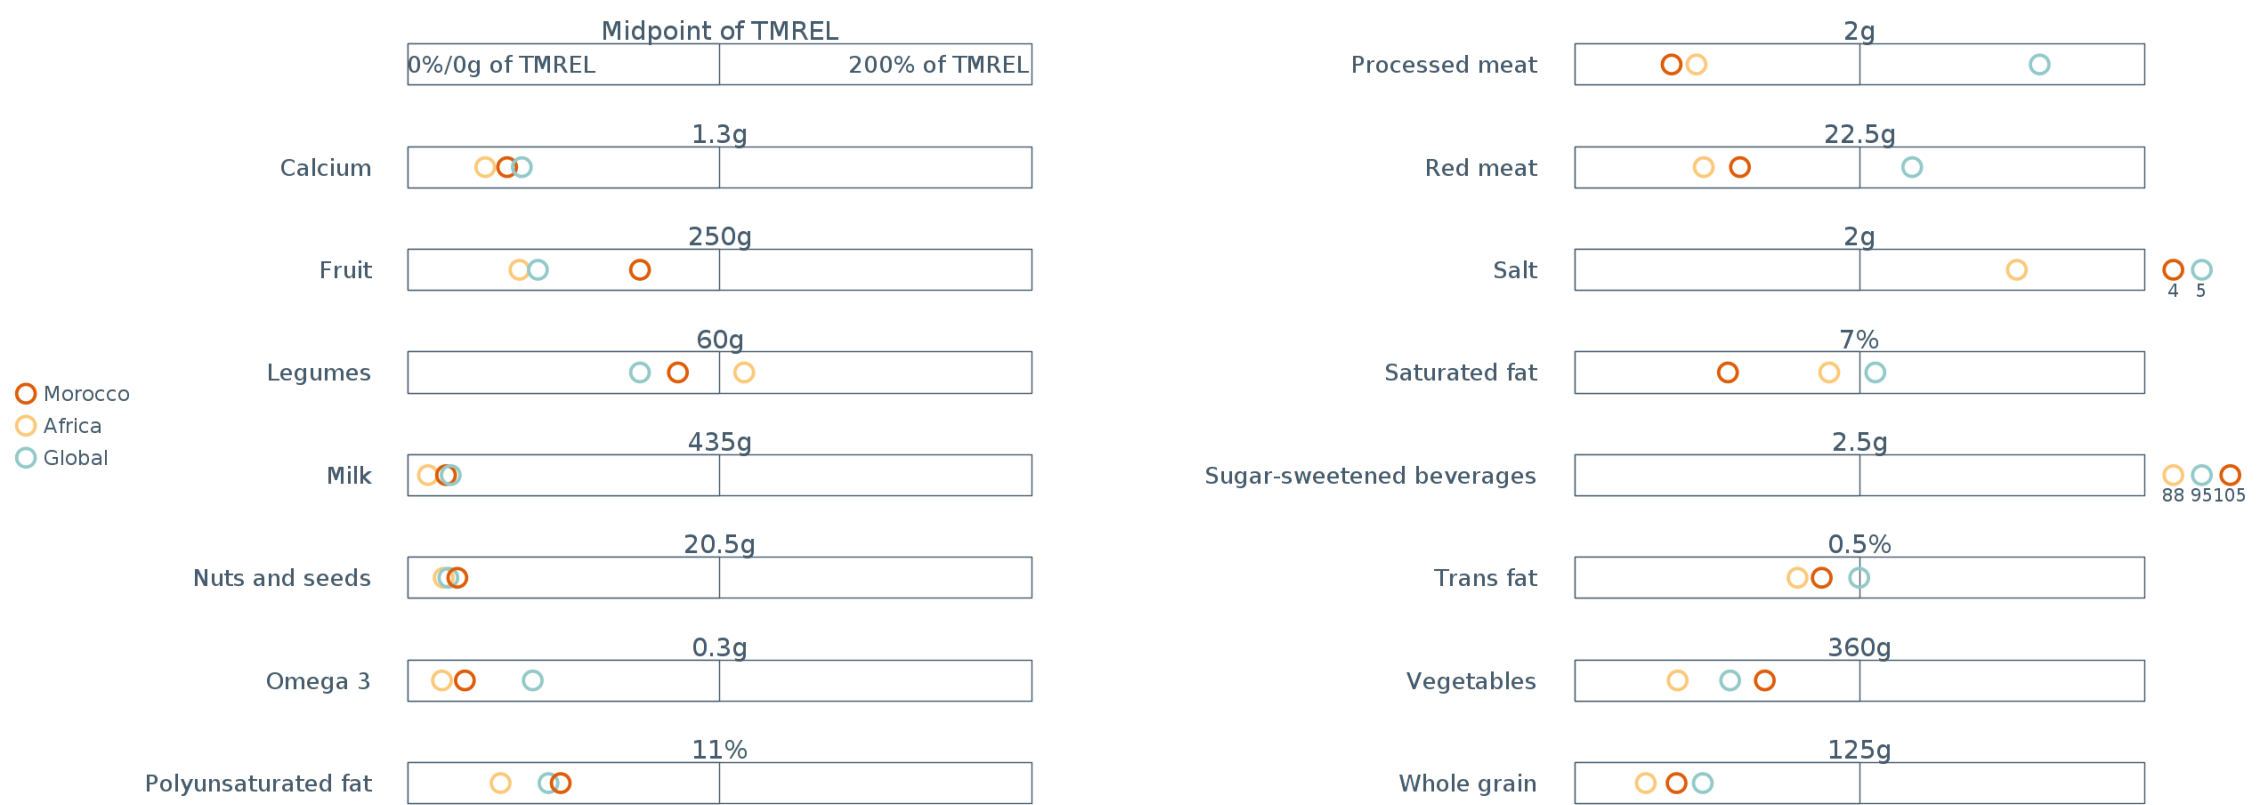 Midpoint of TMREL
0%/0g of TMREL 200% of TMREL
1.3g
Calcium
250g
Fruit
60g
Legumes
435g
Milk
20.5g
Nuts and seeds
0.3g
Omega 3
11%
Polyunsaturated fat
Morocco
Africa
Global
2g
Processed meat
22.5g
Red meat
2g
Salt
4 5
7%
Saturated fat
2.5g
Sugar-sweetened beverages
88 95 105
0.5%
Trans fat
360g
Vegetables
125g
Whole grain